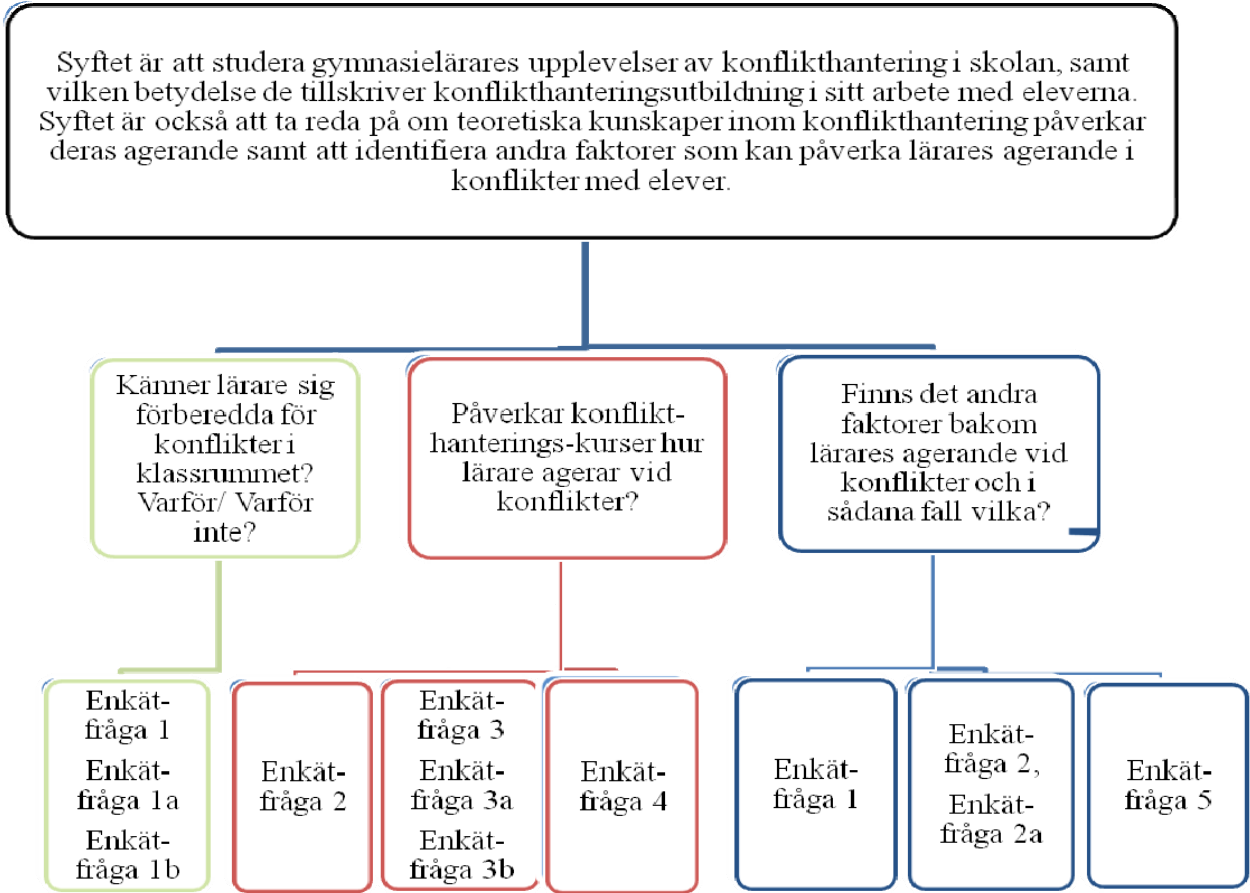 Syftet är att studera gymnasielärares upplevelser av konflikthantering i skolan, samt
vilken betydelse de tillskriver konflikthanteringsutbildning i sitt arbete med eleverna.
Syftet är också att ta reda på om teoretiska kunskaper inom konflikthantering påverkar
deras agerande samt att identifiera andra faktorer som kan påverka lärares agerande i
konflikter med elever.
Känner lärare sig
förberedda för
konflikter i
klassrummet?
Varför/ Varför
inte?
Påverkar konflikt-
hanterings-kurser hur
lärare agerar vid
konflikter?
Finns det andra
faktorer bakom
lärares agerande vid
konflikter och i
sådana fall vilka?
Enkät-
fråga 1
Enkät-
fråga 1a
Enkät-
fråga 1b
Enkät-
fråga 2
Enkät-
fråga 3
Enkät-
fråga 3a
Enkät-
fråga 3b
Enkät-
fråga 4
Enkät-
fråga 1
Enkät-
fråga 2,
Enkät-
fråga 2a
Enkät-
fråga 5